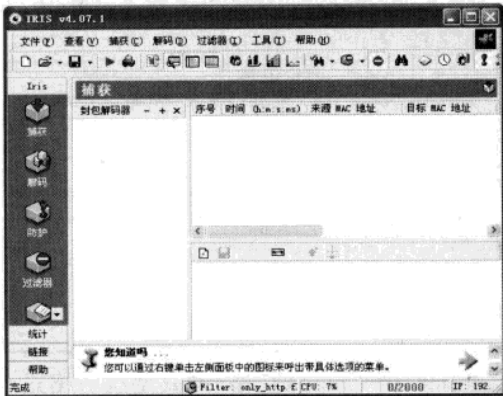 IRIS v4.07.1
文件(F) 查看(V) 捕获(C) 解码(D) 过滤器(I) 工具(T) 帮助(H)
Iris
捕获
封包解码器 - + ×
序号 时间 (h:m:s:ms) 来源 MAC 地址 目标 MAC 地址
捕获
解码
防护
过滤器
统计
链接
帮助
您知道吗 ...
您可以通过右键单击左侧面板中的图标来呼出带具体选项的菜单。
完成
Filter: only_http.f CPU: 7% 0/2000 IP: 192.